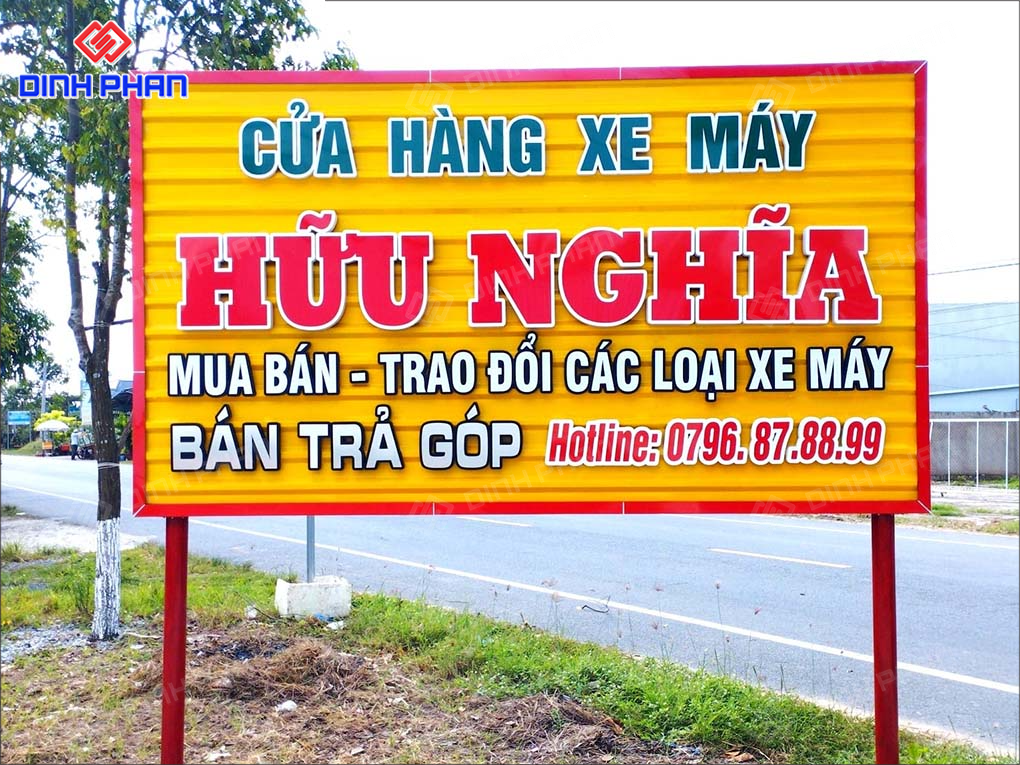 DINH PHAN
CỬA HÀNG XE MÁY
HỮU NGHĨA
MUA BÁN - TRAO ĐỔI CÁC LOẠI XE MÁY
BÁN TRẢ GÓP Hotline: 0796.87.88.99